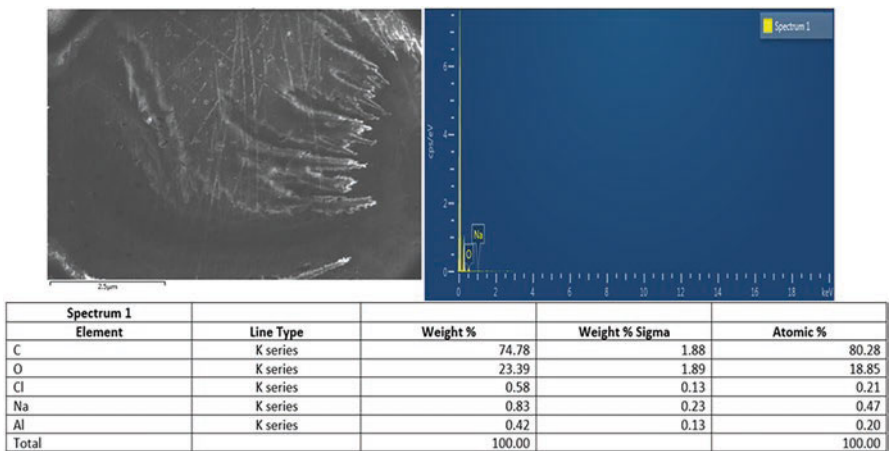 Spectrum 1
6
4
2
0
cps/eV
Na
O
0 2 4 6 8 10 12 14 16 18 keV
2.5µm
Spectrum 1
Element Line Type Weight % Weight % Sigma Atomic %
C K series 74.78 1.88 80.28
O K series 23.39 1.89 18.85
Cl K series 0.58 0.13 0.21
Na K series 0.83 0.23 0.47
Al K series 0.42 0.13 0.20
Total 100.00 100.00